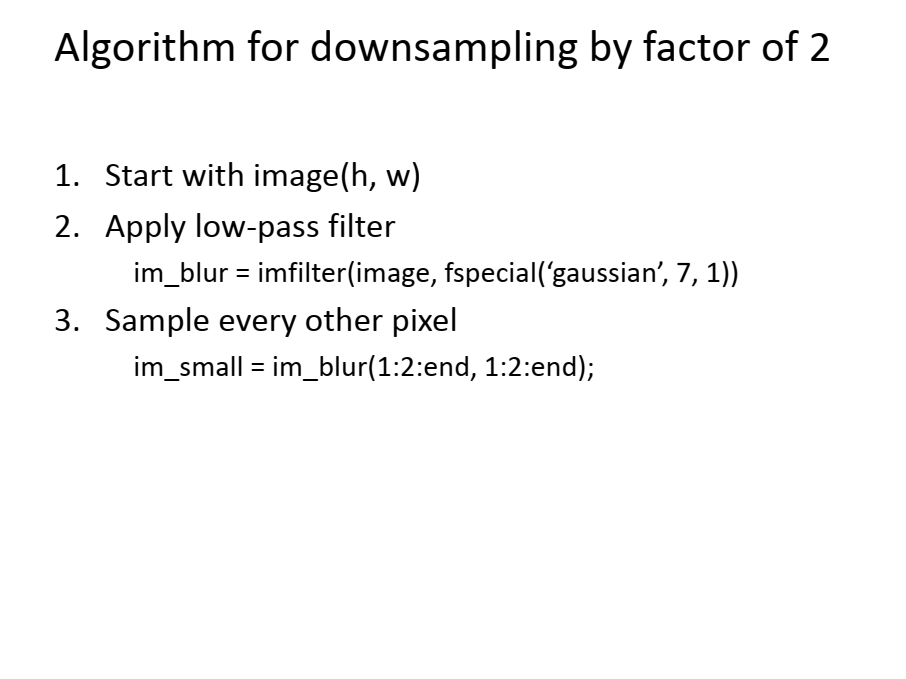 Algorithm for downsampling by factor of 2
1. Start with image(h, w)
2. Apply low-pass filter
im_blur = imfilter(image, fspecial(‘gaussian’, 7, 1))
3. Sample every other pixel
im_small = im_blur(1:2:end, 1:2:end);